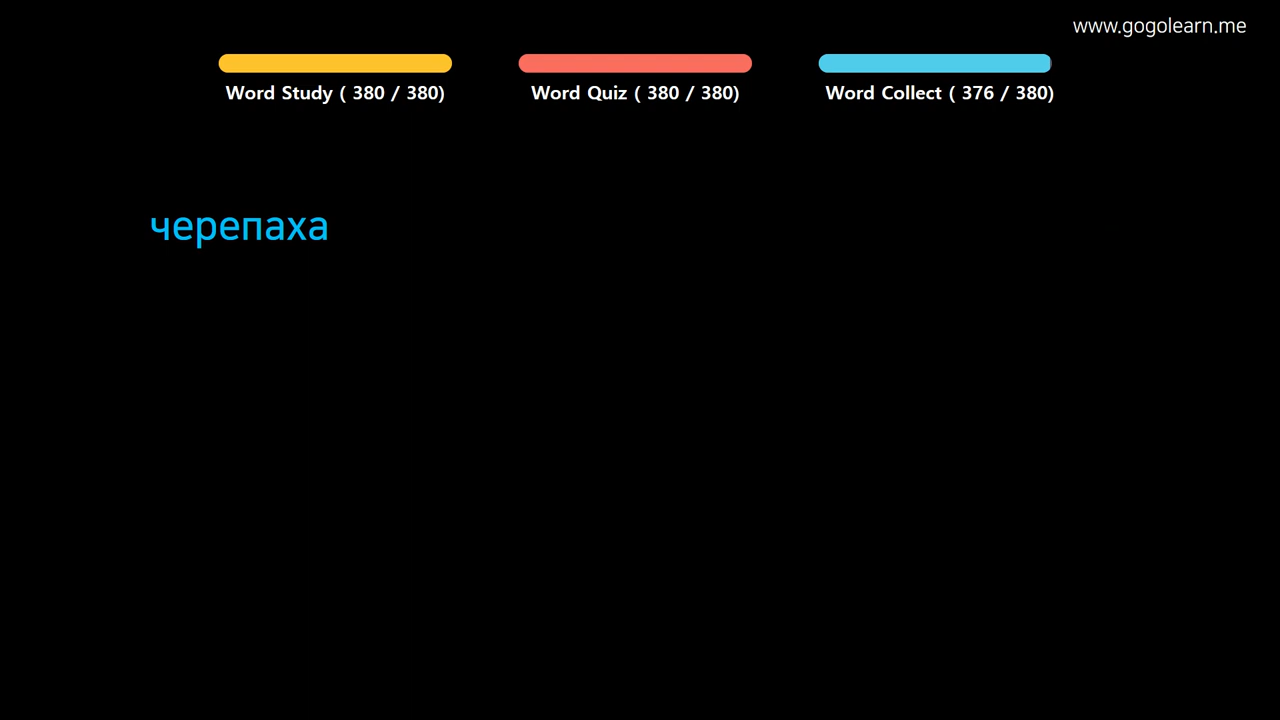 www.gogolearn.me
Word Study ( 380 / 380)
Word Quiz ( 380 / 380)
Word Collect ( 376 / 380)
черепаха